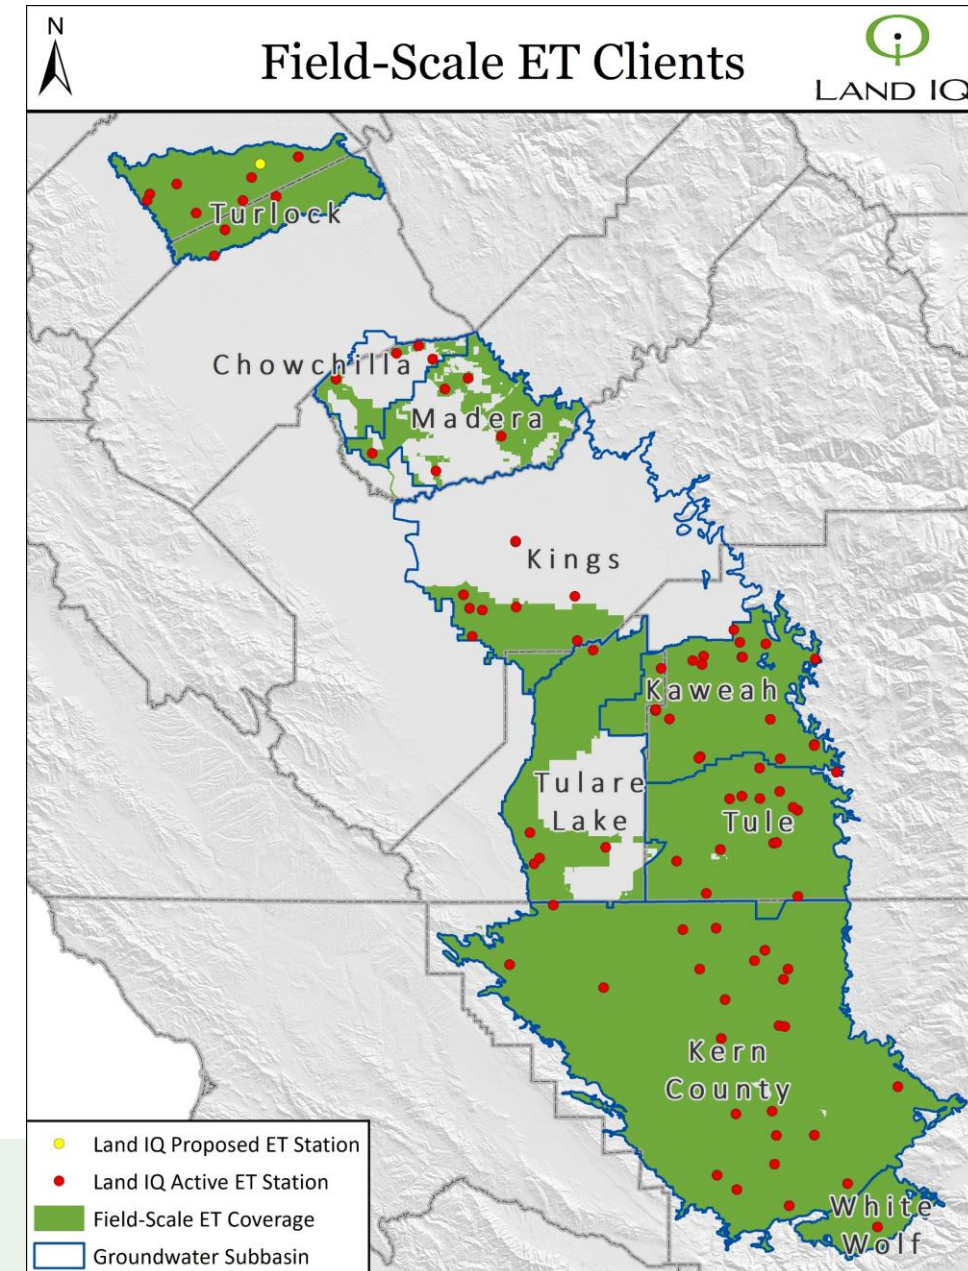 N
Field-Scale ET Clients
LAND IQ
Turlock
Chowchilla
Madera
Kings
Kaweah
Tulare
Lake
Tule
Kern
County
White
Wolf
Land IQ Proposed ET Station
Land IQ Active ET Station
Field-Scale ET Coverage
Groundwater Subbasin